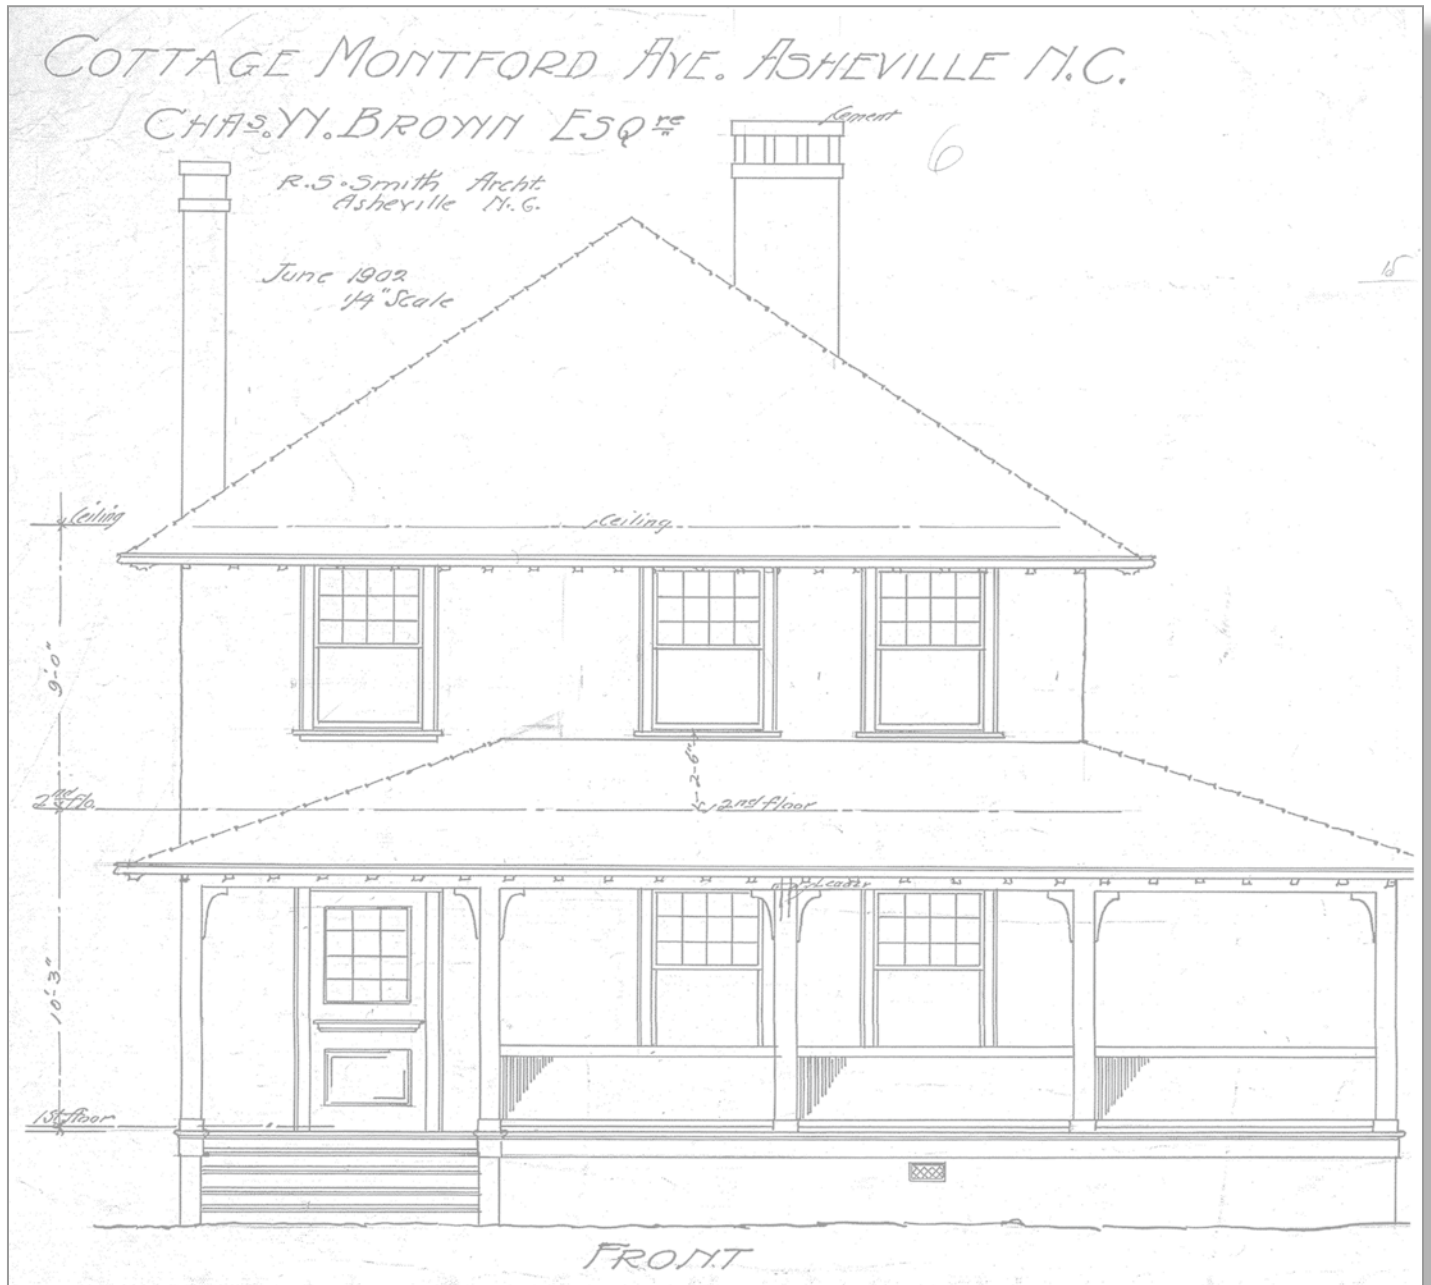 COTTAGE MONTFORD AVE. ASHEVILLE N.C.
CHAS. W. BROWN ESQre
Cement
6
R.S. Smith Archt.
Asheville N.C.
June 1902
1/4" Scale
15
Ceiling
Ceiling
9'-0"
2'-6"
2nd flo.
2nd floor
Leader
10'-3"
1st floor
FRONT